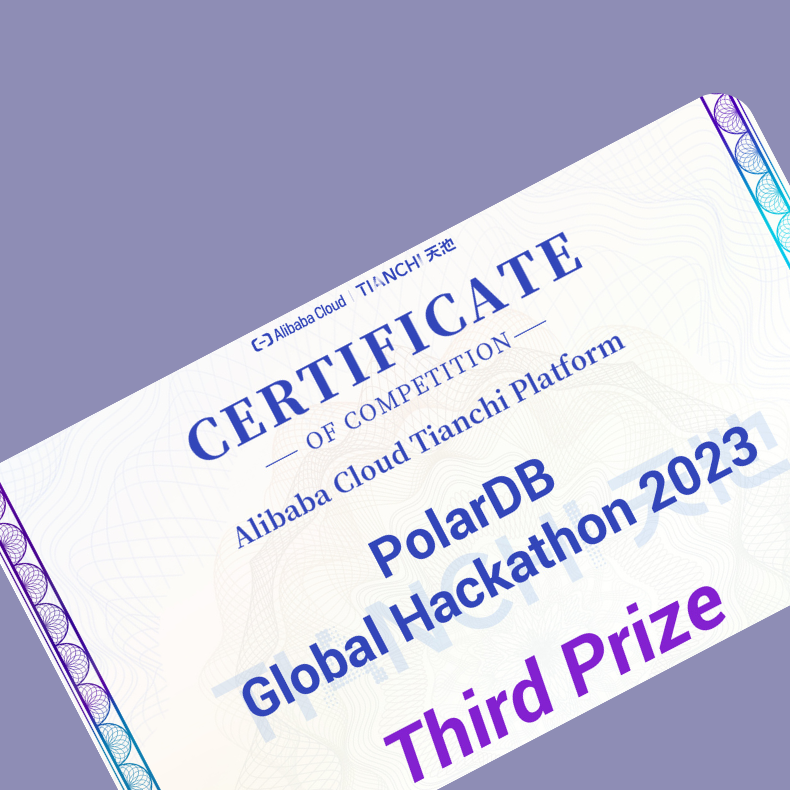 Alibaba Cloud | TIANCHI 天池
CERTIFICATE
— OF COMPETITION —
Alibaba Cloud Tianchi Platform
PolarDB
Global Hackathon 2023
TIANCHI 天池
Third Prize